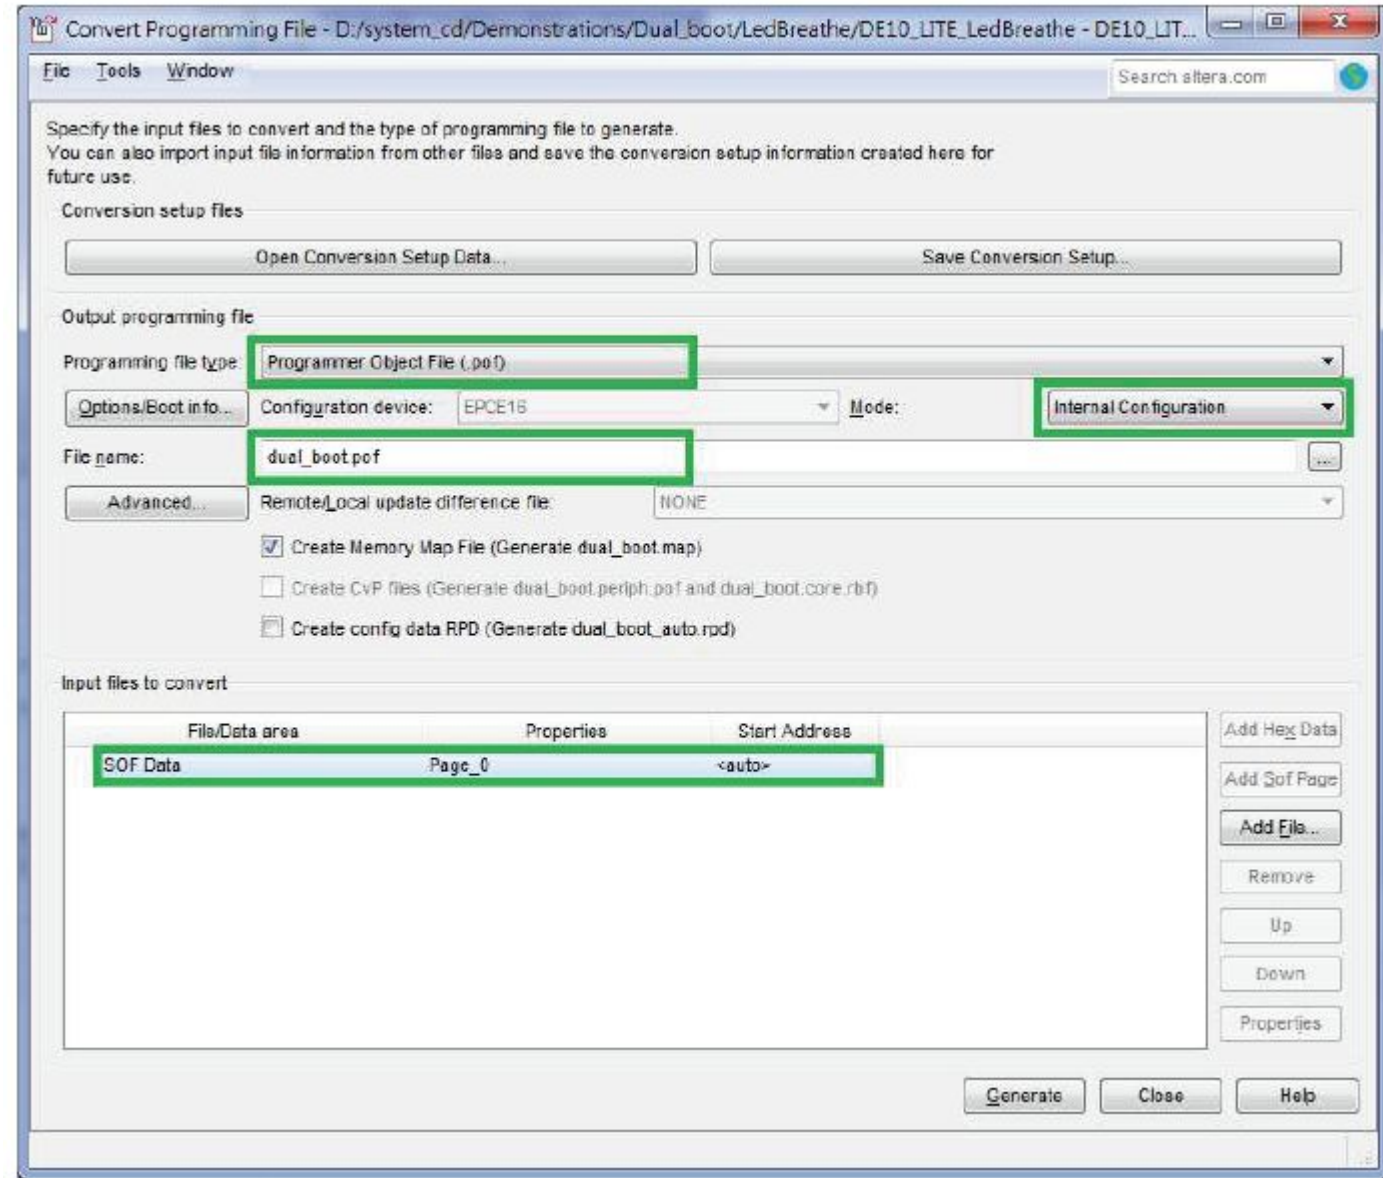 Convert Programming File - D:/system_cd/Demonstrations/Dual_boot/LedBreathe/DE10_LITE_LedBreathe - DE10_LIT...
File Tools Window
Search altera.com
Specify the input files to convert and the type of programming file to generate.
You can also import input file information from other files and save the conversion setup information created here for
future use.
Conversion setup files
Open Conversion Setup Data...
Save Conversion Setup...
Output programming file
Programming file type:
Programmer Object File (.pof)
Options/Boot info...
Configuration device:
EPCE16
Mode:
Internal Configuration
File name:
dual_boot.pof
...
Advanced...
Remote/Local update difference file:
NONE
Create Memory Map File (Generate dual_boot.map)
Create CvP files (Generate dual_boot.periph.pof and dual_boot.core.rbf)
Create config data RPD (Generate dual_boot_auto.rpd)
Input files to convert
File/Data area Properties Start Address
SOF Data Page_0 <auto>
Add Hex Data
Add Sof Page
Add File...
Remove
Up
Down
Properties
Generate
Close
Help